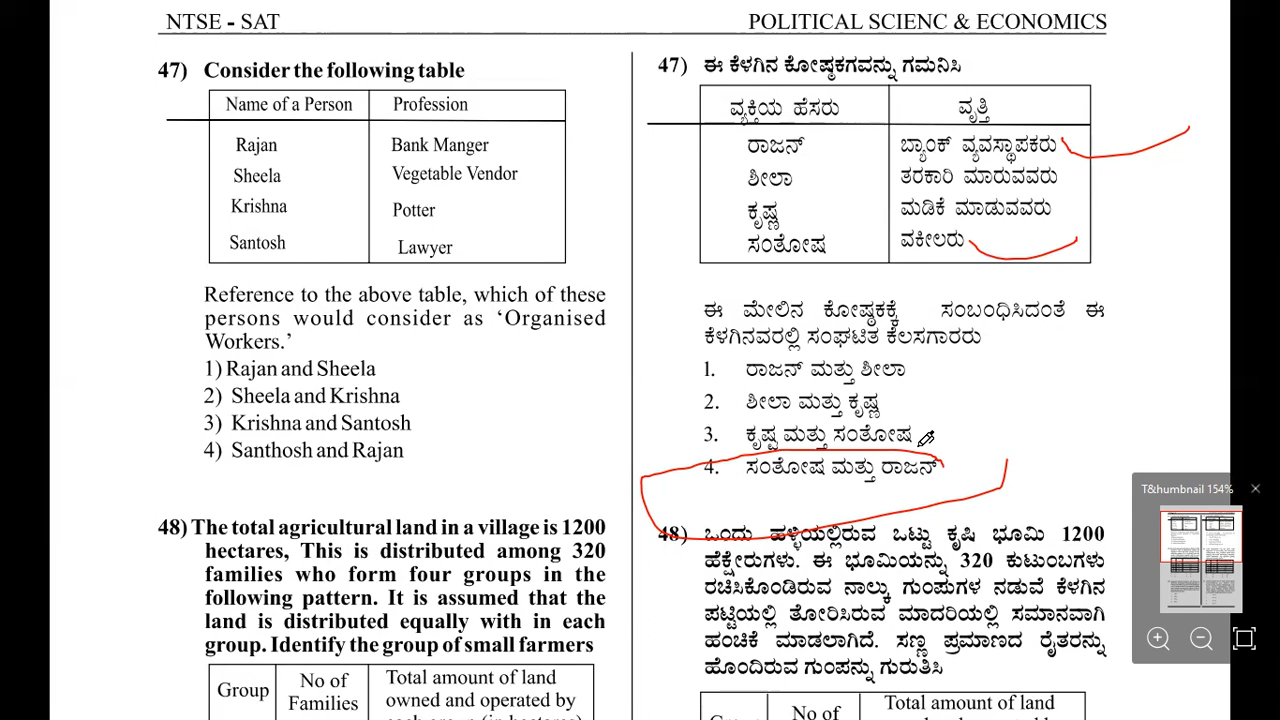 NTSE - SAT
POLITICAL SCIENC & ECONOMICS
47) Consider the following table
Name of a Person Profession
Rajan Bank Manger
Sheela Vegetable Vendor
Krishna Potter
Santosh Lawyer
Reference to the above table, which of these
persons would consider as ‘Organised
Workers.’
1) Rajan and Sheela
2) Sheela and Krishna
3) Krishna and Santosh
4) Santhosh and Rajan
48) The total agricultural land in a village is 1200
hectares, This is distributed among 320
families who form four groups in the
following pattern. It is assumed that the
land is distributed equally with in each
group. Identify the group of small farmers
Group No of Families Total amount of land
owned and operated by
47) ಈ ಕೆಳಗಿನ ಕೋಷ್ಠಕಗವನ್ನು ಗಮನಿಸಿ
ವ್ಯಕ್ತಿಯ ಹೆಸರು ವೃತ್ತಿ
ರಾಜನ್ ಬ್ಯಾಂಕ್ ವ್ಯವಸ್ಥಾಪಕರು
ಶೀಲಾ ತರಕಾರಿ ಮಾರುವವರು
ಕೃಷ್ಣ ಮಡಿಕೆ ಮಾಡುವವರು
ಸಂತೋಷ ವಕೀಲರು
ಈ ಮೇಲಿನ ಕೋಷ್ಠಕಕ್ಕೆ ಸಂಬಂಧಿಸಿದಂತೆ ಈ
ಕೆಳಗಿನವರಲ್ಲಿ ಸಂಘಟಿತ ಕೆಲಸಗಾರರು
1. ರಾಜನ್ ಮತ್ತು ಶೀಲಾ
2. ಶೀಲಾ ಮತ್ತು ಕೃಷ್ಣ
3. ಕೃಷ್ಣ ಮತ್ತು ಸಂತೋಷ
4. ಸಂತೋಷ ಮತ್ತು ರಾಜನ್
48) ಒಂದು ಹಳ್ಳಿಯಲ್ಲಿರುವ ಒಟ್ಟು ಕೃಷಿ ಭೂಮಿ 1200
ಹೆಕ್ಷೇರುಗಳು. ಈ ಭೂಮಿಯನ್ನು 320 ಕುಟುಂಬಗಳು
ರಚಿಸಿಕೊಂಡಿರುವ ನಾಲ್ಕು ಗುಂಪುಗಳ ನಡುವೆ ಕೆಳಗಿನ
ಪಟ್ಟಿಯಲ್ಲಿ ತೋರಿಸಿರುವ ಮಾದರಿಯಲ್ಲಿ ಸಮಾನವಾಗಿ
ಹಂಚಿಕೆ ಮಾಡಲಾಗಿದೆ. ಸಣ್ಣ ಪ್ರಮಾಣದ ರೈತರನ್ನು
ಹೊಂದಿರುವ ಗುಂಪನ್ನು ಗುರುತಿಸಿ
No of Total amount of land
T&humbnail 154%